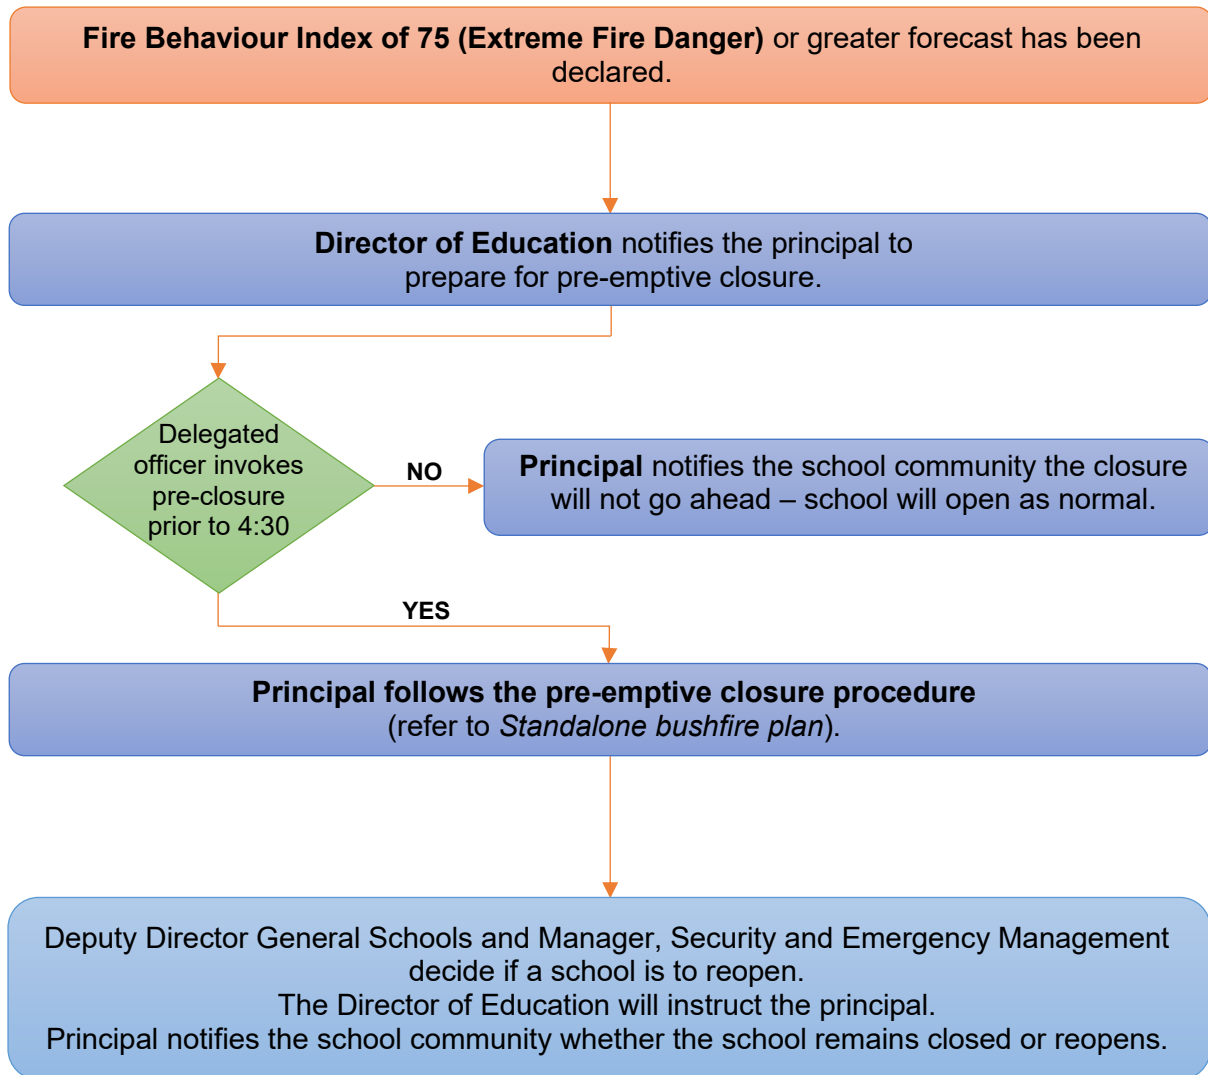 Fire Behaviour Index of 75 (Extreme Fire Danger) or greater forecast has been
declared.
Director of Education notifies the principal to
prepare for pre-emptive closure.
Delegated
officer invokes
pre-closure
prior to 4:30
NO
Principal notifies the school community the closure
will not go ahead – school will open as normal.
YES
Principal follows the pre-emptive closure procedure
(refer to Standalone bushfire plan).
Deputy Director General Schools and Manager, Security and Emergency Management
decide if a school is to reopen.
The Director of Education will instruct the principal.
Principal notifies the school community whether the school remains closed or reopens.